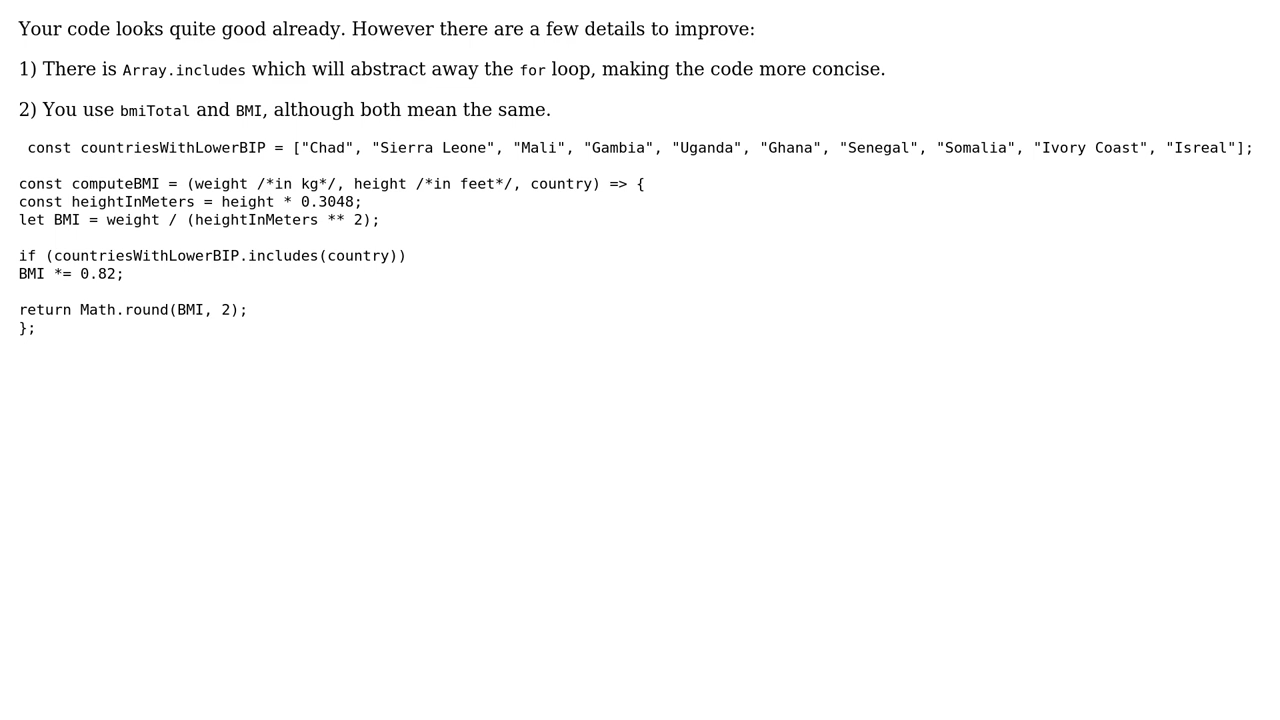 Your code looks quite good already. However there are a few details to improve:
1) There is Array.includes which will abstract away the for loop, making the code more concise.
2) You use bmiTotal and BMI, although both mean the same.
const countriesWithLowerBIP = ["Chad", "Sierra Leone", "Mali", "Gambia", "Uganda", "Ghana", "Senegal", "Somalia", "Ivory Coast", "Isreal"];
const computeBMI = (weight /*in kg*/, height /*in feet*/, country) => {
const heightInMeters = height * 0.3048;
let BMI = weight / (heightInMeters ** 2);
if (countriesWithLowerBIP.includes(country))
BMI *= 0.82;
return Math.round(BMI, 2);
};